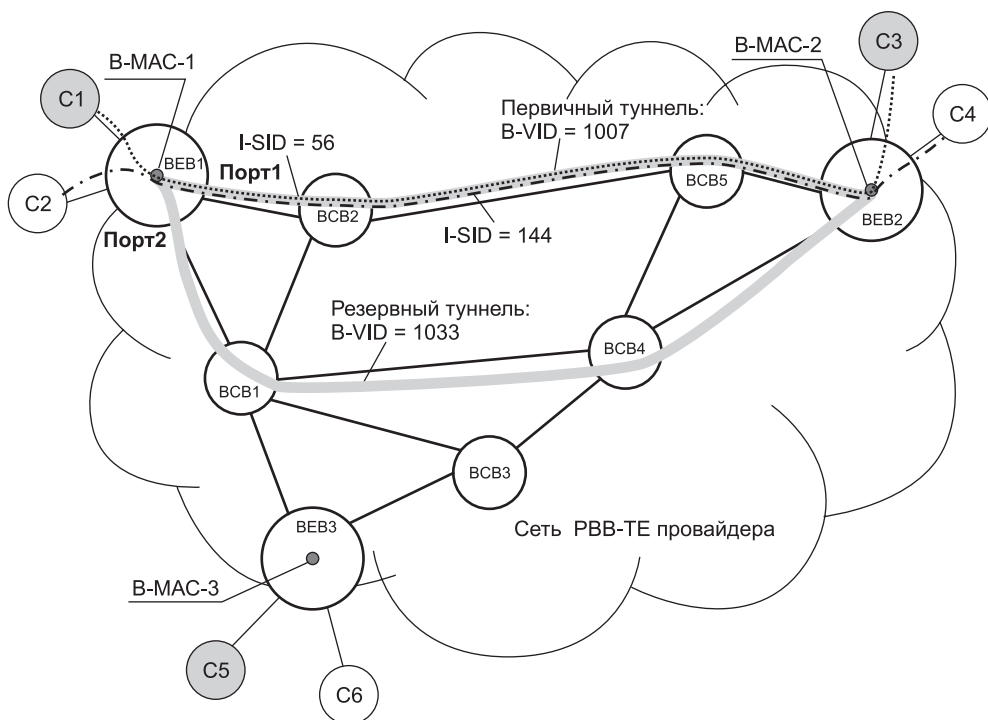 C3
B-MAC-2
B-MAC-1
C1
C4
Первичный туннель:
B-VID = 1007
I-SID = 56
BEB1
Порт1
BCB5
C2
BCB2
BEB2
Порт2
I-SID = 144
Резервный туннель:
B-VID = 1033
BCB4
BCB1
BCB3
BEB3
Сеть PBB-TE провайдера
B-MAC-3
C5
C6